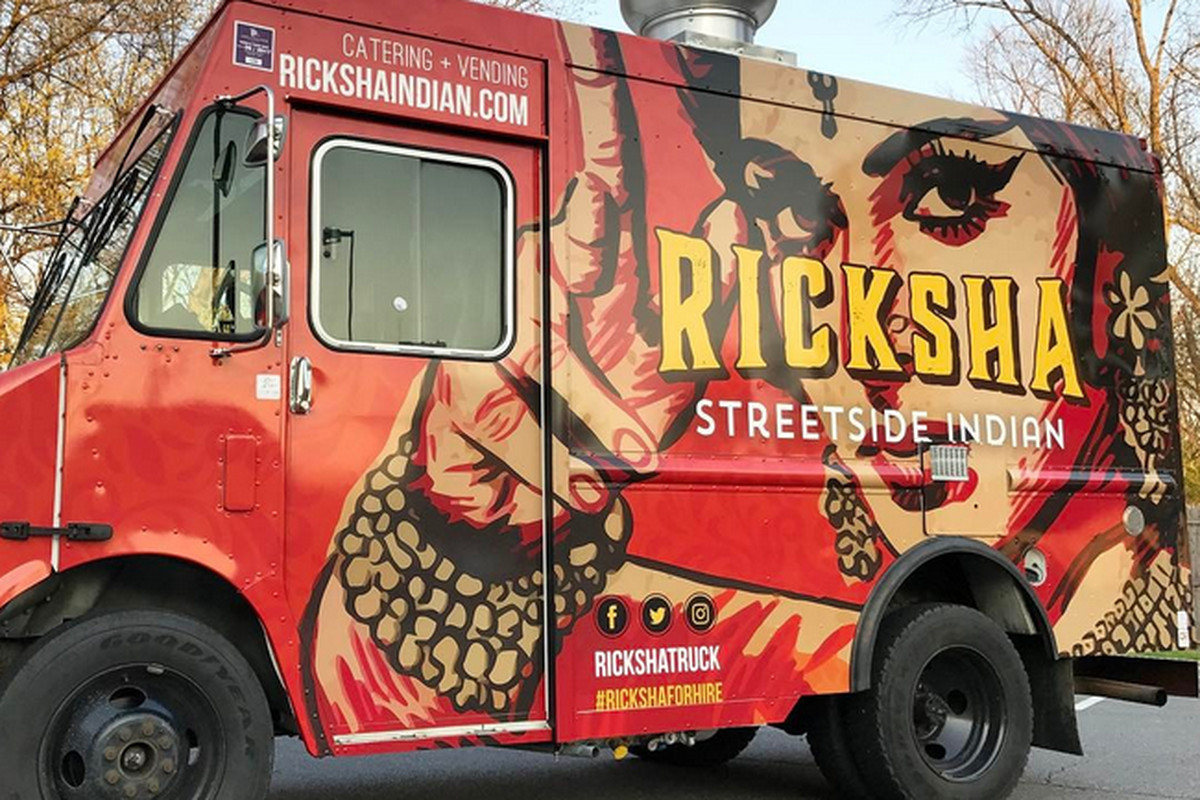 CATERING + VENDING
RICKSHAINDIAN.COM
RICKSHA
STREETSIDE INDIAN
RICKSHATRUCK
#RICKSHAFORHIRE
GOODYEAR